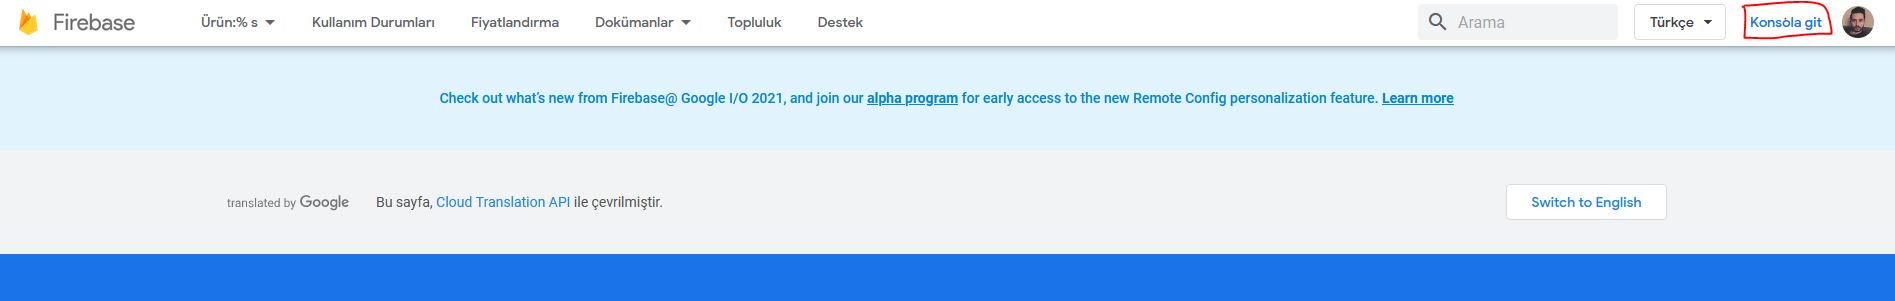 Firebase Ürün:% s Kullanım Durumları Fiyatlandırma Dokümanlar Topluluk Destek Arama Türkçe Konsola git
Check out what's new from Firebase@ Google I/O 2021, and join our alpha program for early access to the new Remote Config personalization feature. Learn more
translated by Google Bu sayfa, Cloud Translation API ile çevrilmiştir. Switch to English